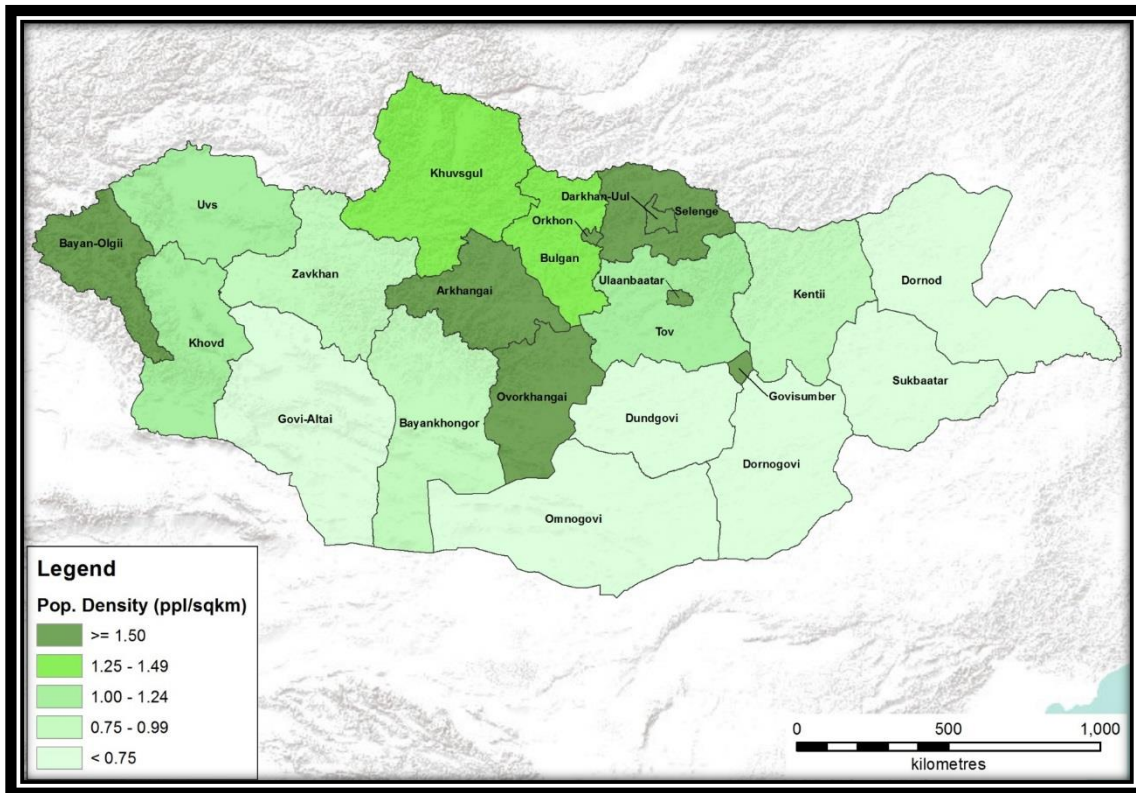 Khuvsgul
Darkhan-Uul
Selenge
Uvs
Orkhon
Bayan-Olgii
Bulgan
Zavkhan
Ulaanbaatar
Dornod
Arkhangai
Kentii
Tov
Khovd
Sukbaatar
Ovorkhangai
Govisumber
Govi-Altai
Bayankhongor
Dundgovi
Dornogovi
Omnogovi
Legend
Pop. Density (ppl/sqkm)
>= 1.50
1.25 - 1.49
1.00 - 1.24
0.75 - 0.99
< 0.75
0 500 1,000
kilometres